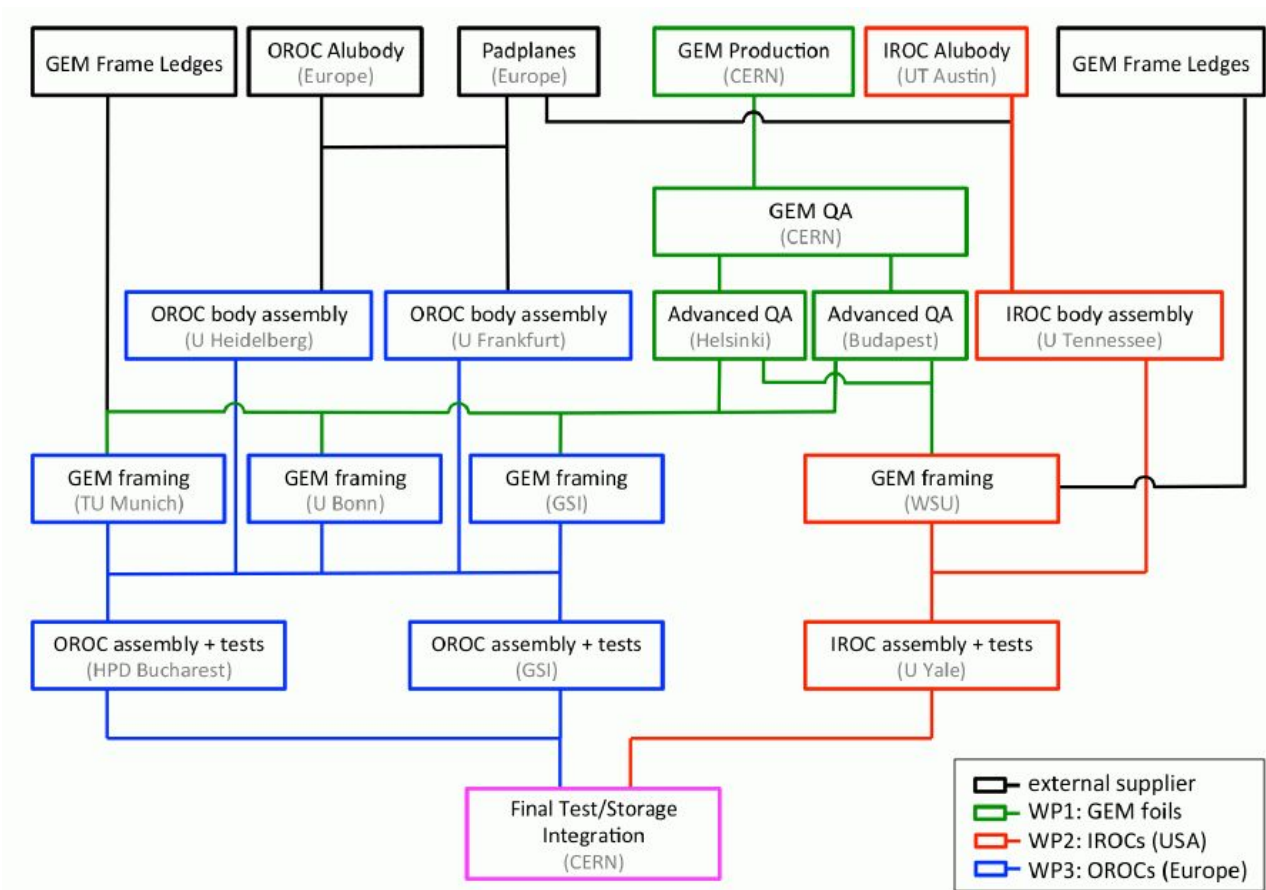 GEM Frame Ledges
OROC Alubody
(Europe)
Padplanes
(Europe)
GEM Production
(CERN)
IROC Alubody
(UT Austin)
GEM Frame Ledges
GEM QA
(CERN)
OROC body assembly
(U Heidelberg)
OROC body assembly
(U Frankfurt)
Advanced QA
(Helsinki)
Advanced QA
(Budapest)
IROC body assembly
(U Tennessee)
GEM framing
(TU Munich)
GEM framing
(U Bonn)
GEM framing
(GSI)
GEM framing
(WSU)
OROC assembly + tests
(HPD Bucharest)
OROC assembly + tests
(GSI)
IROC assembly + tests
(U Yale)
Final Test/Storage
Integration
(CERN)
external supplier
WP1: GEM foils
WP2: IROCs (USA)
WP3: OROCs (Europe)